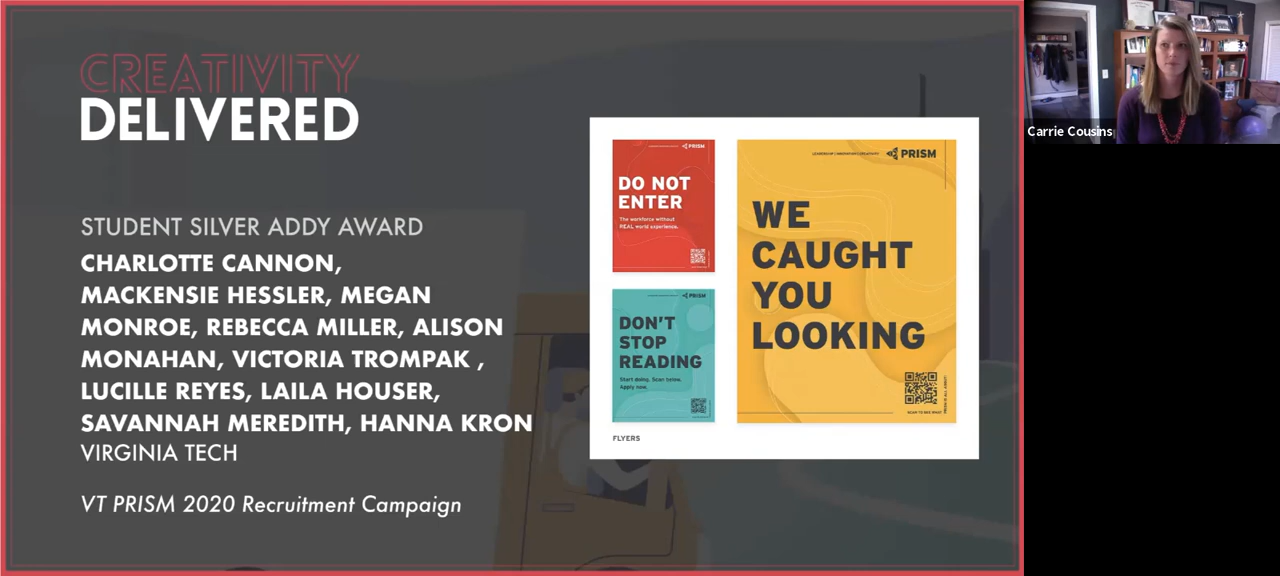 CREATIVITY
DELIVERED
STUDENT SILVER ADDY AWARD
CHARLOTTE CANNON,
MACKENSIE HESSLER, MEGAN
MONROE, REBECCA MILLER, ALISON
MONAHAN, VICTORIA TROMPAK ,
LUCILLE REYES, LAILA HOUSER,
SAVANNAH MEREDITH, HANNA KRON
VIRGINIA TECH
VT PRISM 2020 Recruitment Campaign
PRISM
DO NOT
ENTER
The workforce without
REAL world experience.
PRISM
DON'T
STOP
READING
Start doing. Scan below.
Apply now.
PRISM
WE
CAUGHT
YOU
LOOKING
FLYERS
Carrie Cousins